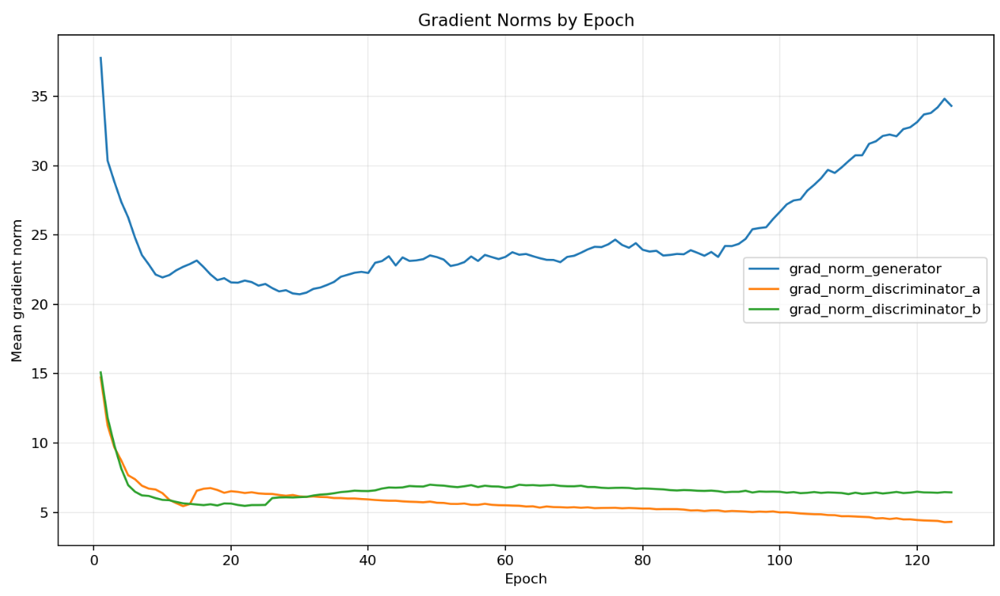 Gradient Norms by Epoch
Mean gradient norm
35
30
25
20
15
10
5
grad_norm_generator
grad_norm_discriminator_a
grad_norm_discriminator_b
0
20
40
60
80
100
120
Epoch